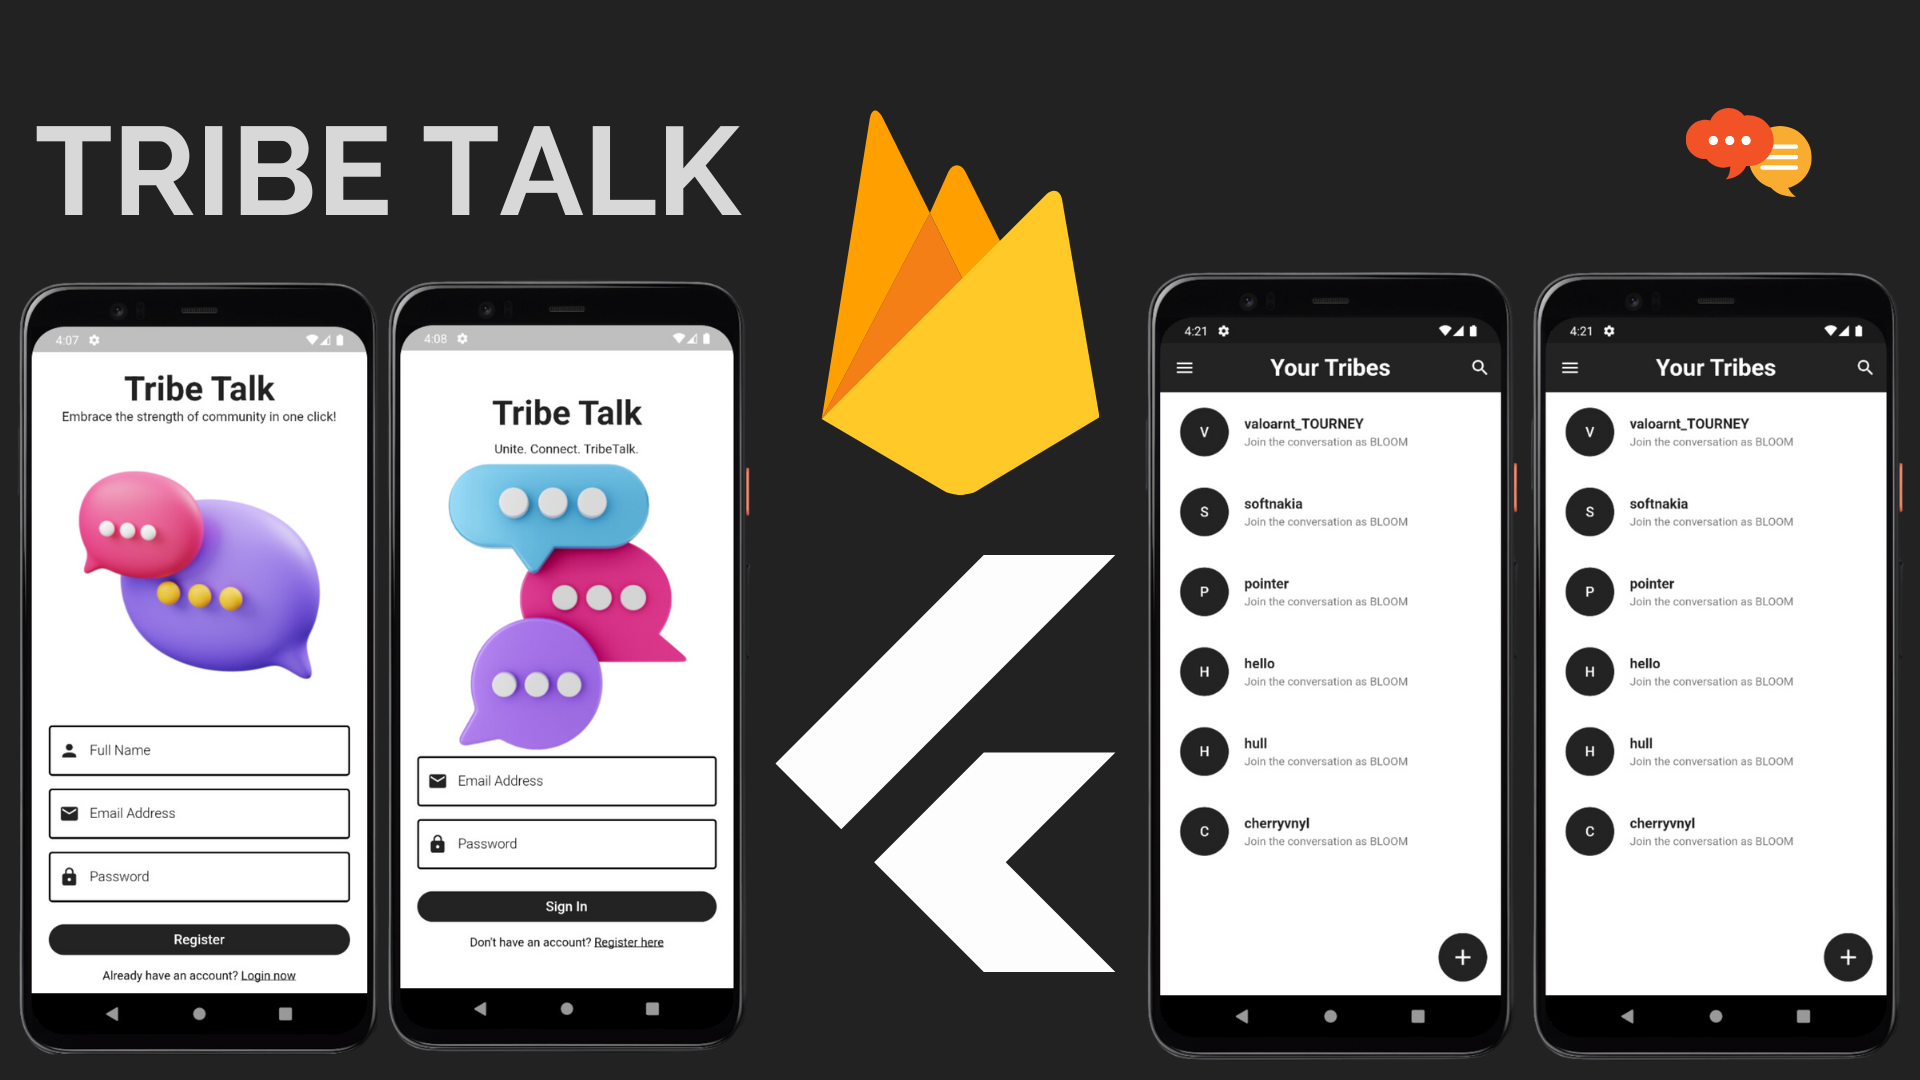 TRIBE TALK
4:07
Tribe Talk
Embrace the strength of community in one click!
Full Name
Email Address
Password
Register
Already have an account? Login now
4:08
Tribe Talk
Unite. Connect. TribeTalk.
Email Address
Password
Sign In
Don't have an account? Register here
4:21
Your Tribes
V
valoarnt_TOURNEY
Join the conversation as BLOOM
S
softnakia
Join the conversation as BLOOM
P
pointer
Join the conversation as BLOOM
H
hello
Join the conversation as BLOOM
H
hull
Join the conversation as BLOOM
C
cherryvnyl
Join the conversation as BLOOM
+
4:21
Your Tribes
V
valoarnt_TOURNEY
Join the conversation as BLOOM
S
softnakia
Join the conversation as BLOOM
P
pointer
Join the conversation as BLOOM
H
hello
Join the conversation as BLOOM
H
hull
Join the conversation as BLOOM
C
cherryvnyl
Join the conversation as BLOOM
+